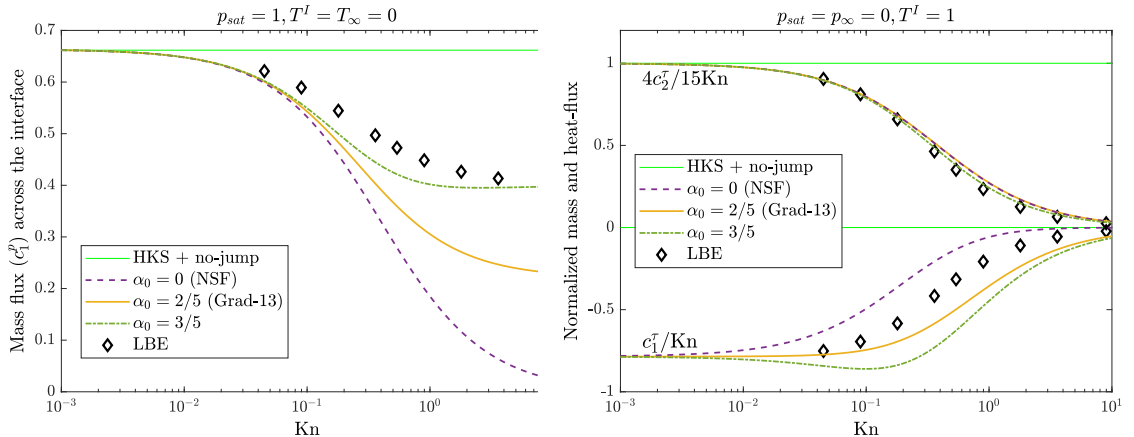 p_sat = 1, T^I = T_∞ = 0
Mass flux (c_1^p) across the interface
0.7
0.6
0.5
0.4
0.3
0.2
0.1
0
HKS + no-jump
α_0 = 0 (NSF)
α_0 = 2/5 (Grad-13)
α_0 = 3/5
LBE
10^-3
10^-2
10^-1
10^0
Kn
p_sat = p_∞ = 0, T^I = 1
Normalized mass and heat-flux
1
0.5
0
-0.5
-1
4c_2^τ/15Kn
HKS + no-jump
α_0 = 0 (NSF)
α_0 = 2/5 (Grad-13)
α_0 = 3/5
LBE
c_1^τ/Kn
10^-3
10^-2
10^-1
10^0
10^1
Kn